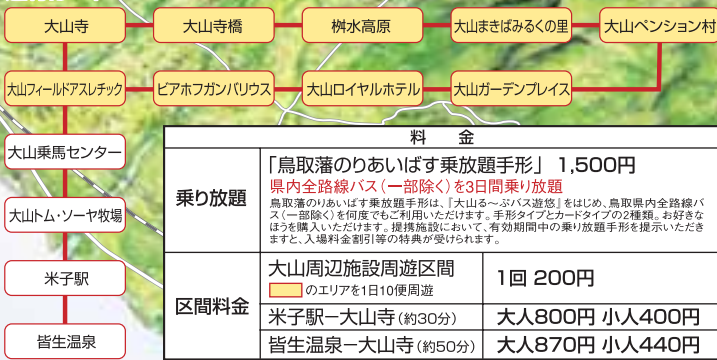 大山寺
大山寺橋
桝水高原
大山まきばみるくの里
大山ペンション村
大山フィールドアスレチック
ビアホフガンバリウス
大山ロイヤルホテル
大山ガーデンプレイス
大山乗馬センター
大山トム・ソーヤ牧場
米子駅
皆生温泉
料　金
乗り放題
「鳥取藩のりあいばす乗放題手形」 1,500円
県内全路線バス(一部除く)を3日間乗り放題
鳥取藩のりあいばす乗放題手形は、『大山る～ぷバス遊悠』をはじめ、鳥取県内全路線バ
ス(一部除く)を何度でもご利用いただけます。手形タイプとカードタイプの2種類。お好きな
ほうを購入いただけます。提携施設において、有効期間中の乗り放題手形を提示いただき
ますと、入場料金割引等の特典が受けられます。
区間料金
大山周辺施設周遊区間
のエリアを1日10便周遊
1回 200円
米子駅ー大山寺(約30分)
大人800円 小人400円
皆生温泉ー大山寺(約50分)
大人870円 小人440円